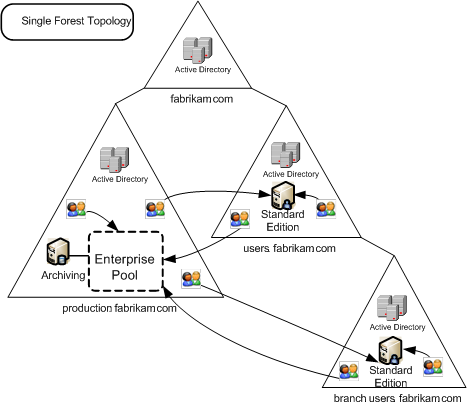 Single Forest Topology
Active Directory
fabrikam.com
Active Directory
Active Directory
Standard
Edition
Archiving
Enterprise
Pool
users.fabrikam.com
production.fabrikam.com
Active Directory
Standard
Edition
branch users.fabrikam.com